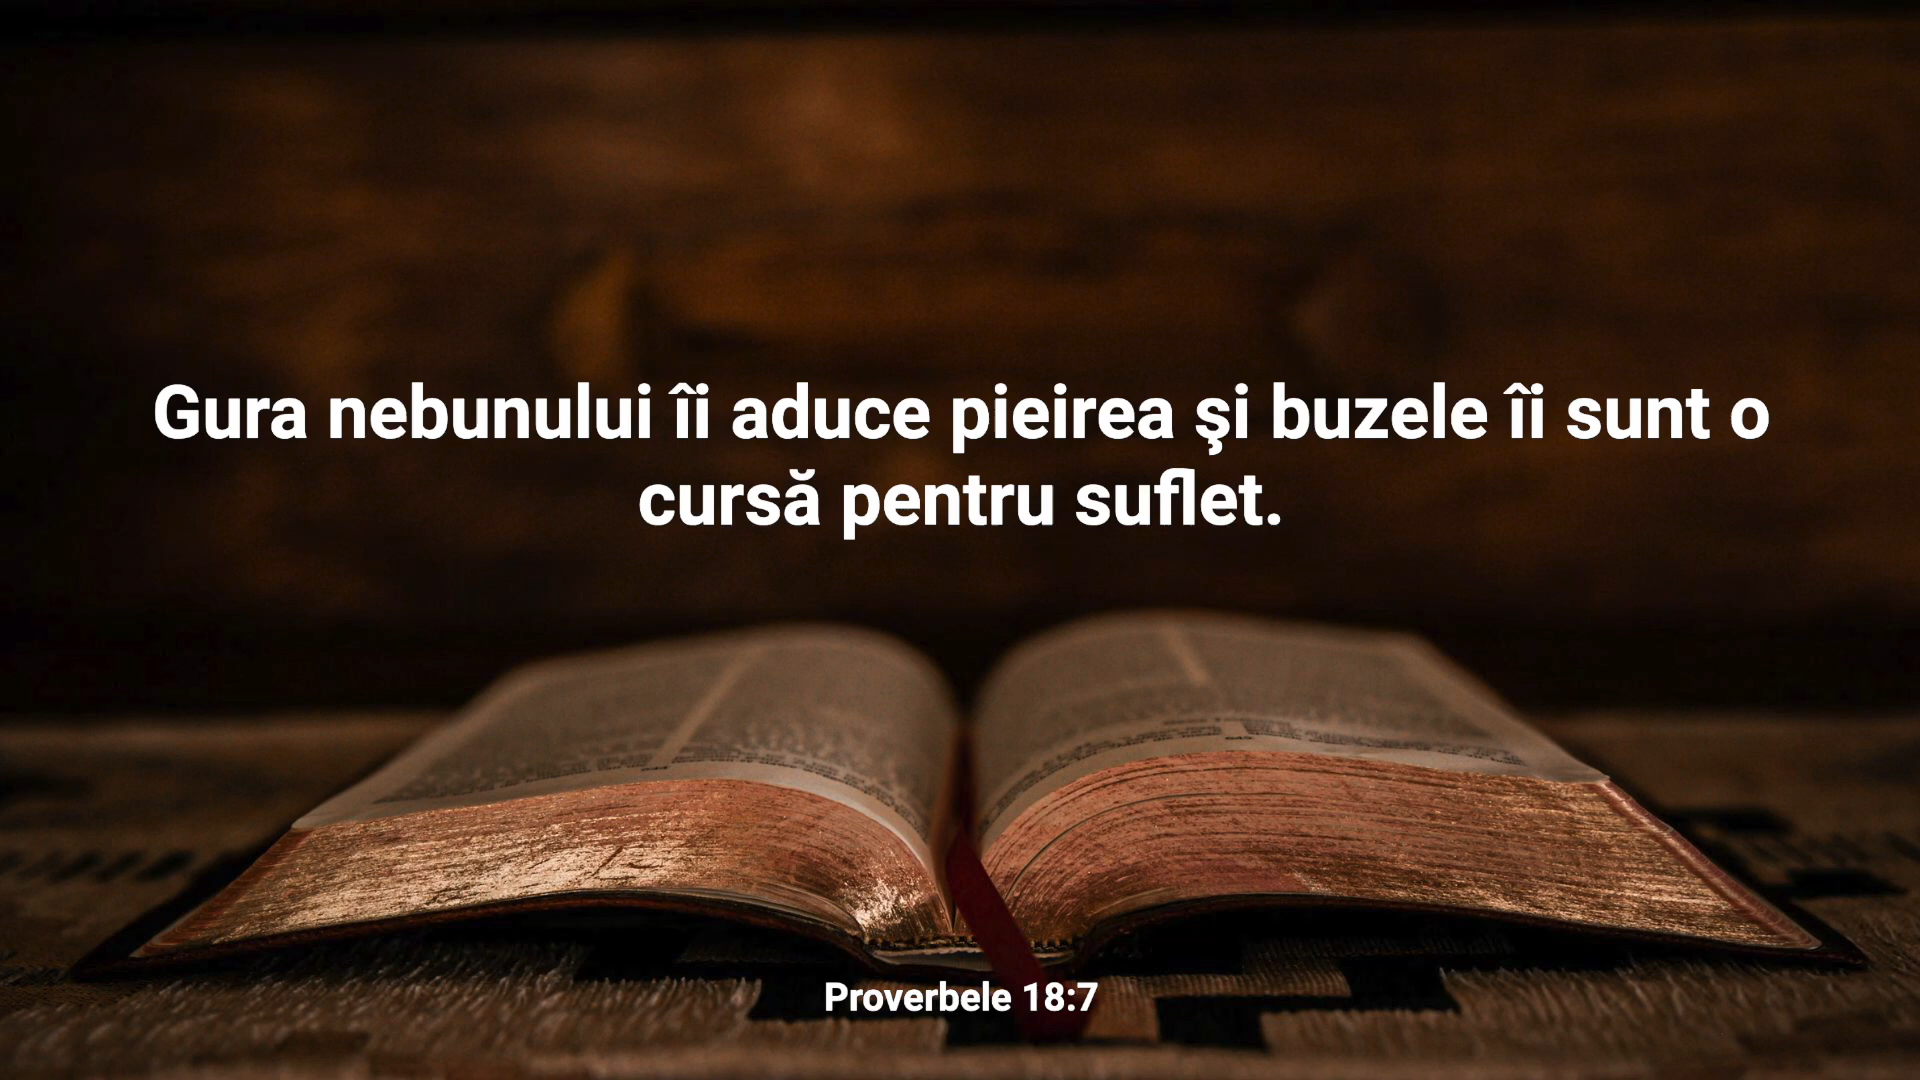 Gura nebunului îi aduce pieirea şi buzele îi sunt o
cursă pentru suflet.
Proverbele 18:7